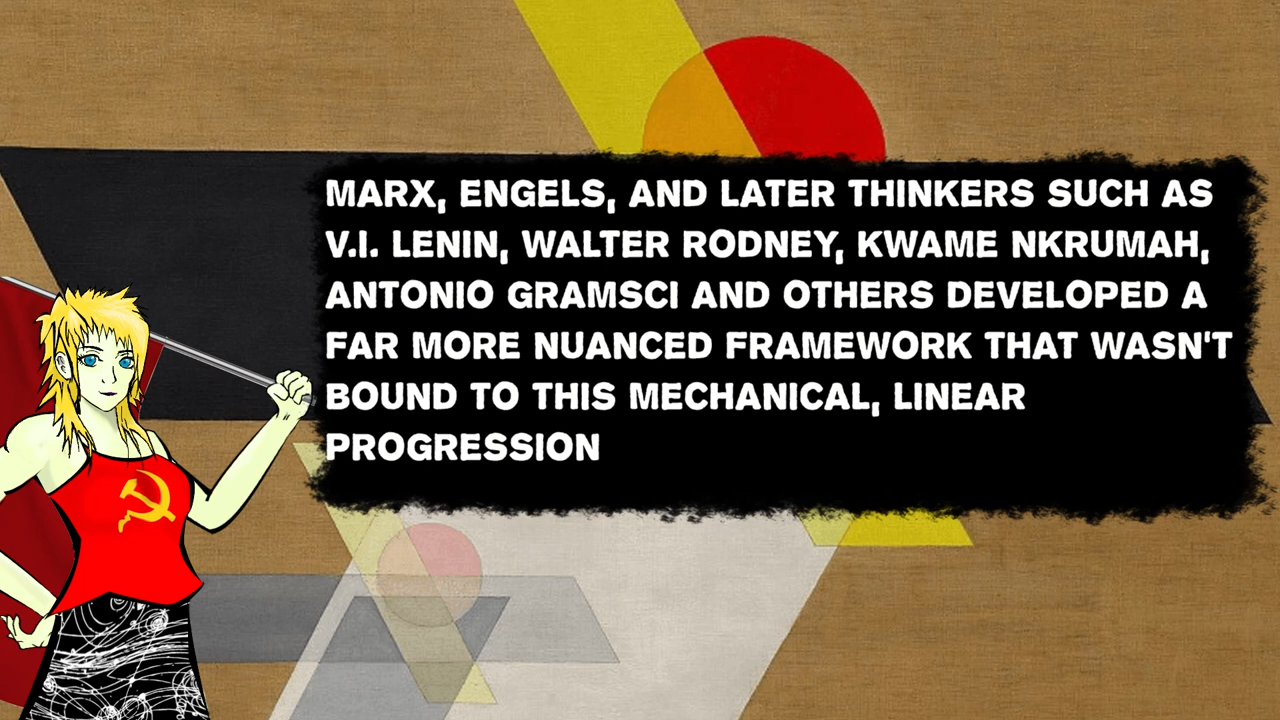 MARX, ENGELS, AND LATER THINKERS SUCH AS
V.I. LENIN, WALTER RODNEY, KWAME NKRUMAH,
ANTONIO GRAMSCI AND OTHERS DEVELOPED A
FAR MORE NUANCED FRAMEWORK THAT WASN'T
BOUND TO THIS MECHANICAL, LINEAR
PROGRESSION